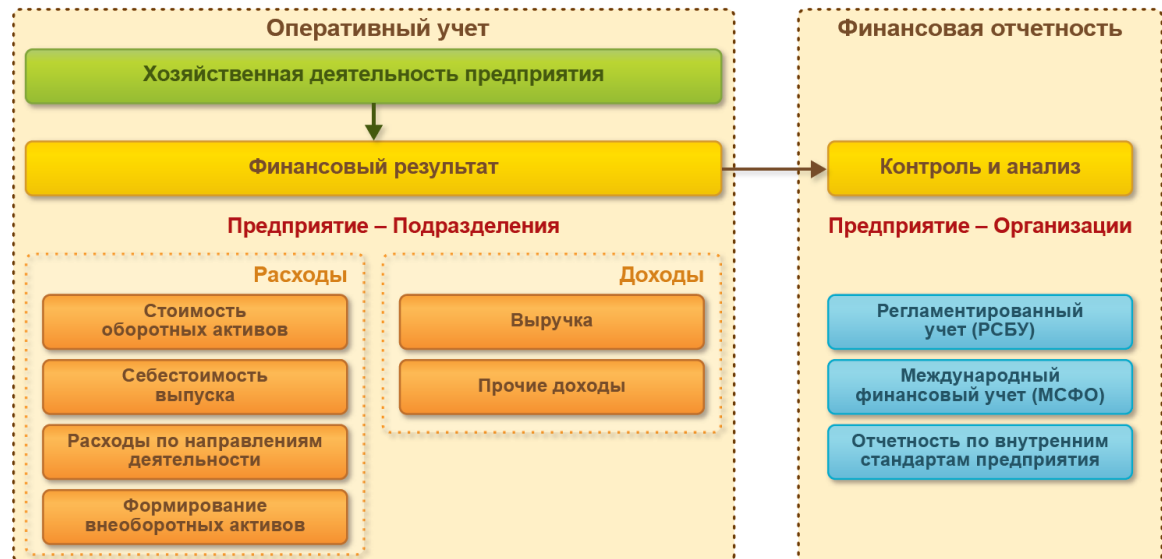 Оперативный учет
Хозяйственная деятельность предприятия
Финансовый результат
Предприятие – Подразделения
Расходы
Стоимость
оборотных активов
Себестоимость
выпуска
Расходы по направлениям
деятельности
Формирование
внеоборотных активов
Доходы
Выручка
Прочие доходы
Финансовая отчетность
Контроль и анализ
Предприятие – Организации
Регламентированный
учет (РСБУ)
Международный
финансовый учет (МСФО)
Отчетность по внутренним
стандартам предприятия